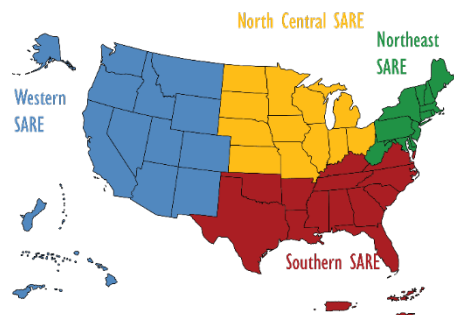 North Central SARE
Northeast
SARE
Western
SARE
Southern SARE